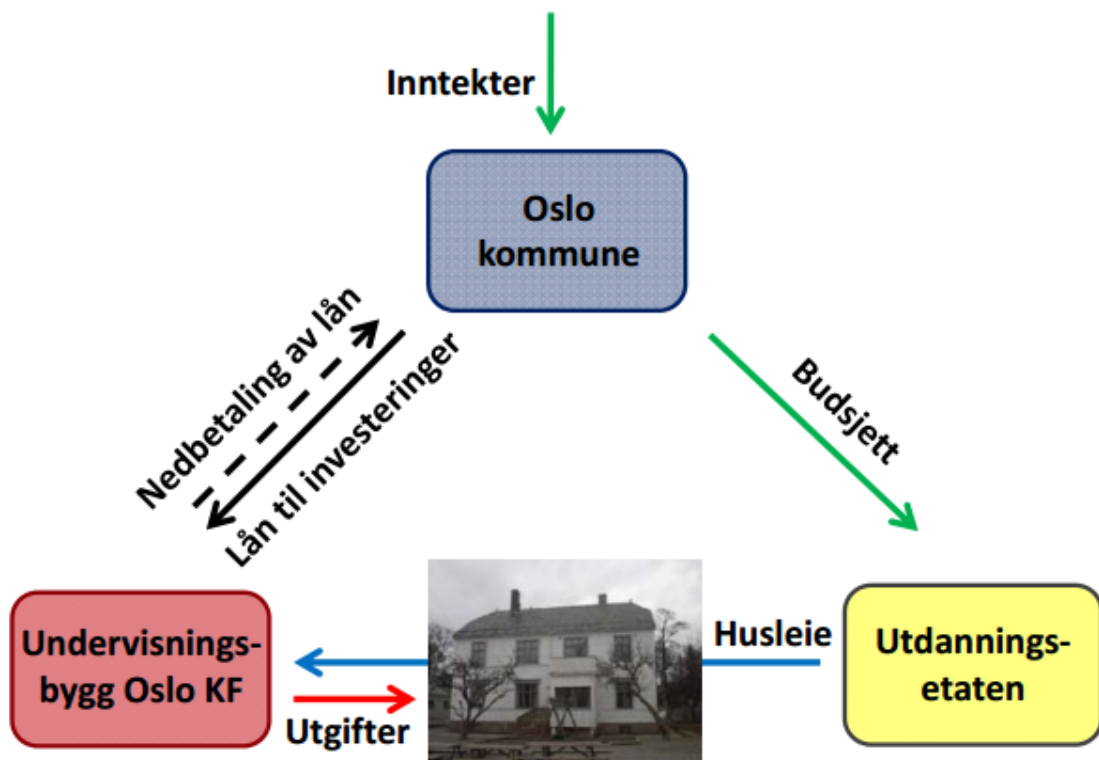 Inntekter
Oslo
kommune
Nedbetaling av lån
Lån til investeringer
Budsjett
Undervisnings-
bygg Oslo KF
Husleie
Utdannings-
etaten
Utgifter